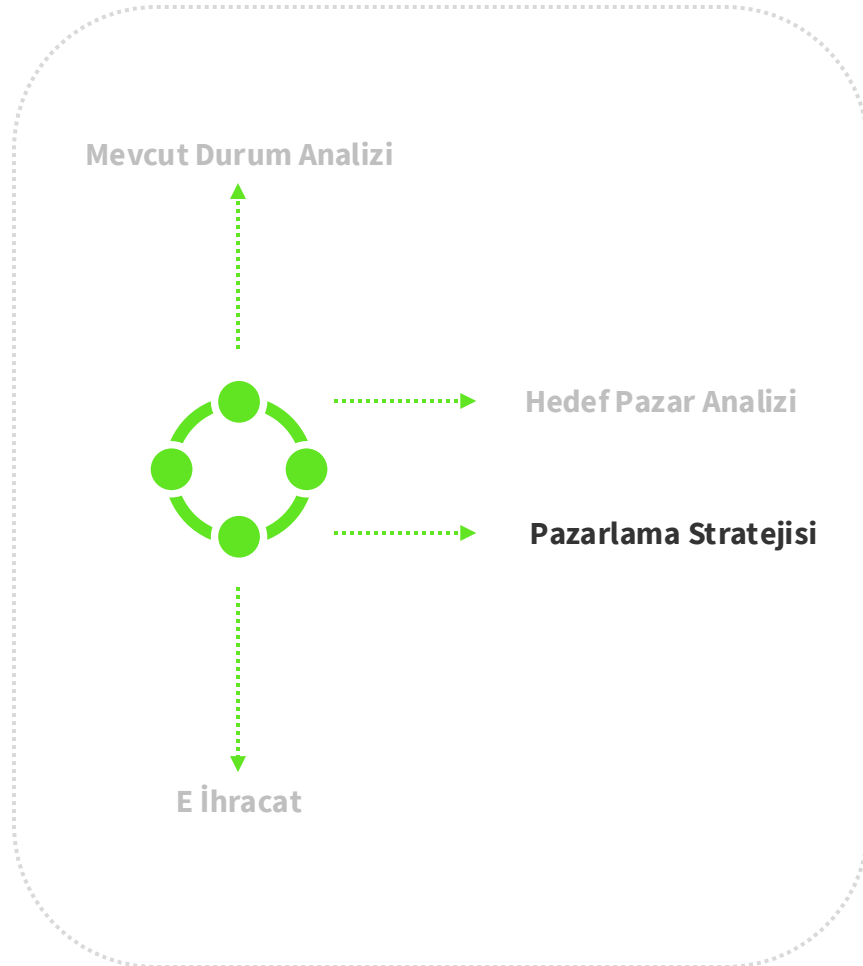 Mevcut Durum Analizi
Hedef Pazar Analizi
Pazarlama Stratejisi
E İhracat